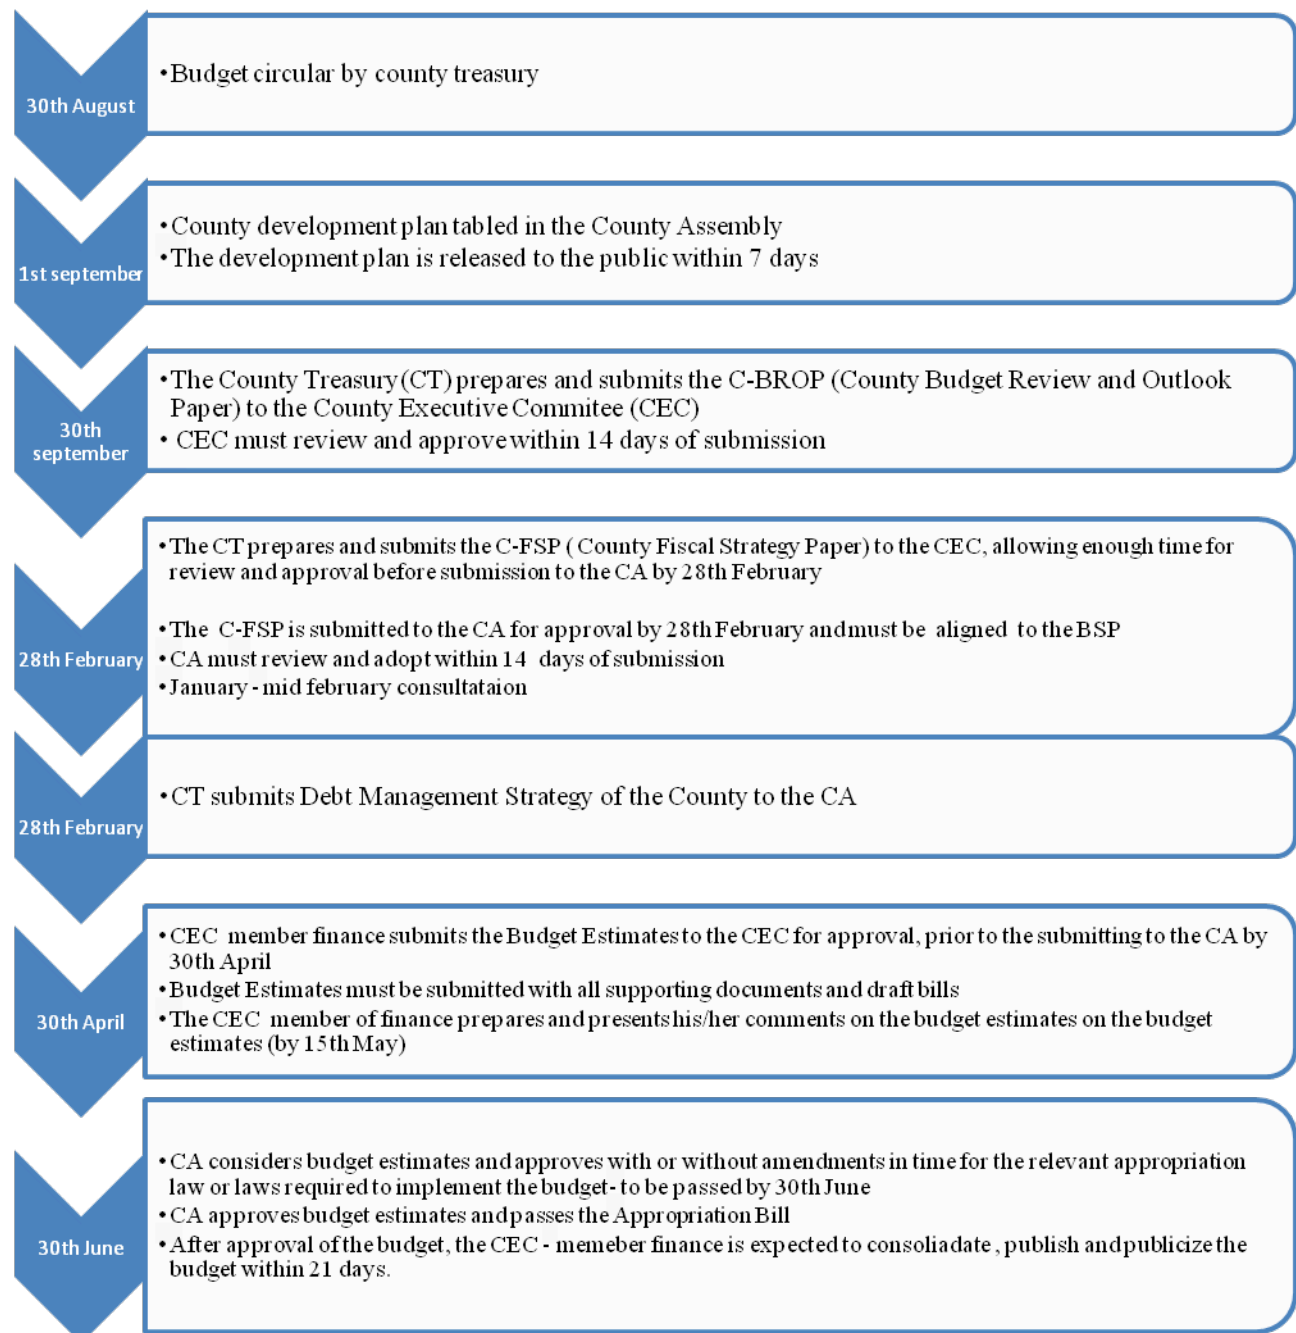 30th August
•Budget circular by county treasury
1st september
•County development plan tabled in the County Assembly
•The development plan is released to the public within 7 days
30th
september
•The County Treasury (CT) prepares and submits the C-BROP (County Budget Review and Outlook
Paper) to the County Executive Commitee (CEC)
• CEC must review and approve within 14 days of submission
28th February
•The CT prepares and submits the C-FSP ( County Fiscal Strategy Paper) to the CEC, allowing enough time for
review and approval before submission to the CA by 28th February
•The C-FSP is submitted to the CA for approval by 28th February and must be aligned to the BSP
•CA must review and adopt within 14 days of submission
•January - mid february consultataion
28th February
•CT submits Debt Management Strategy of the County to the CA
30th April
•CEC member finance submits the Budget Estimates to the CEC for approval, prior to the submitting to the CA by
30th April
•Budget Estimates must be submitted with all supporting documents and draft bills
•The CEC member of finance prepares and presents his/her comments on the budget estimates on the budget
estimates (by 15th May)
30th June
•CA considers budget estimates and approves with or without amendments in time for the relevant appropriation
law or laws required to implement the budget- to be passed by 30th June
•CA approves budget estimates and passes the Appropriation Bill
•After approval of the budget, the CEC - memeber finance is expected to consoliadate , publish and publicize the
budget within 21 days.